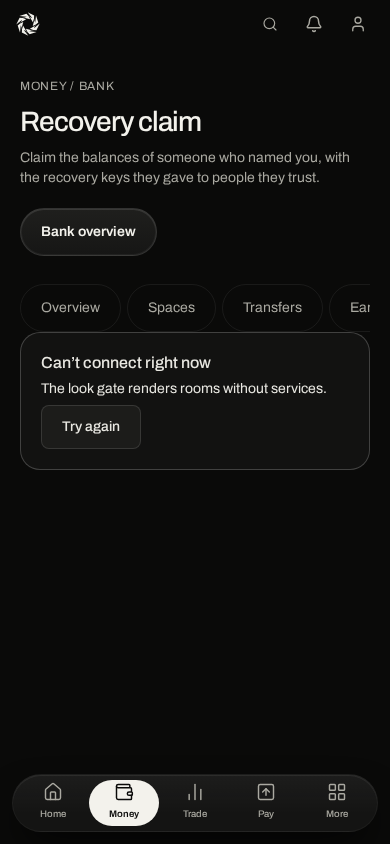 MONEY / BANK
Recovery claim
Claim the balances of someone who named you, with
the recovery keys they gave to people they trust.
Bank overview
Overview
Spaces
Transfers
Ear
Can’t connect right now
The look gate renders rooms without services.
Try again
Home
Money
Trade
Pay
More